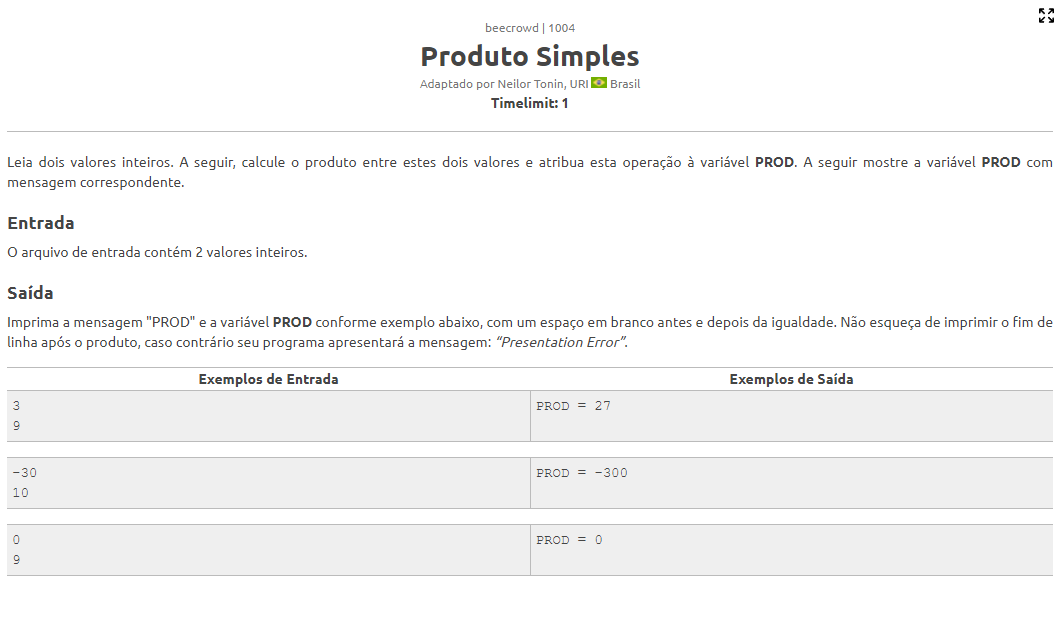 beecrowd | 1004
Produto Simples
Adaptado por Neilor Tonin, URI Brasil
Timelimit: 1
Leia dois valores inteiros. A seguir, calcule o produto entre estes dois valores e atribua esta operação à variável PROD. A seguir mostre a variável PROD com
mensagem correspondente.
Entrada
O arquivo de entrada contém 2 valores inteiros.
Saída
Imprima a mensagem "PROD" e a variável PROD conforme exemplo abaixo, com um espaço em branco antes e depois da igualdade. Não esqueça de imprimir o fim de
linha após o produto, caso contrário seu programa apresentará a mensagem: “Presentation Error”.
Exemplos de Entrada Exemplos de Saída
3 PROD = 27
9
-30 PROD = -300
10
0 PROD = 0
9